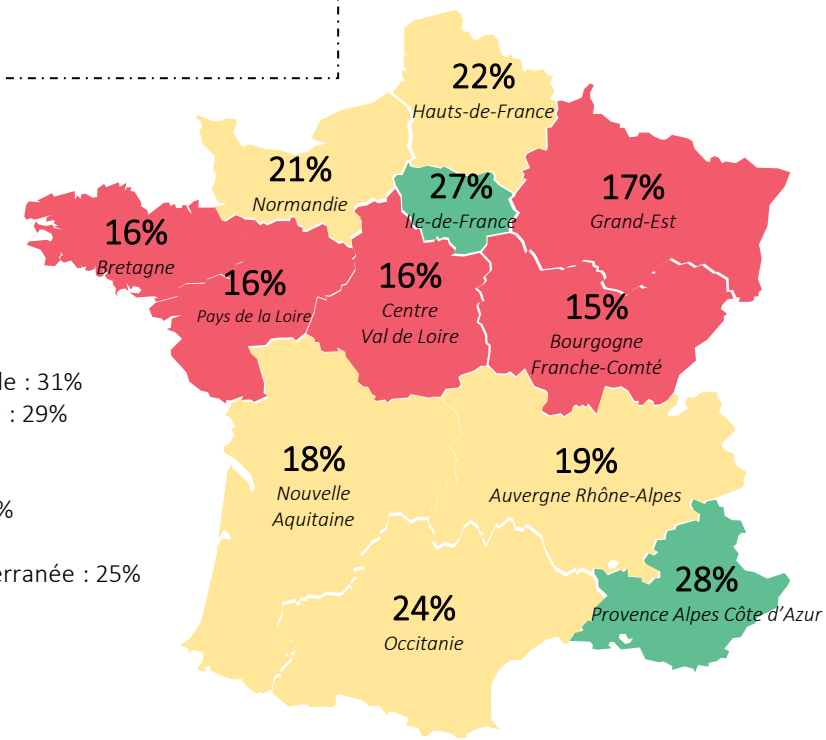 22%
Hauts-de-France
21%
Normandie
27%
Ile-de-France
17%
Grand-Est
16%
Bretagne
16%
Pays de la Loire
16%
Centre
Val de Loire
15%
Bourgogne
Franche-Comté
: 31%
: 29%
18%
Nouvelle
Aquitaine
19%
Auvergne Rhône-Alpes
%
: 25%
28%
Provence Alpes Côte d’Azur
24%
Occitanie